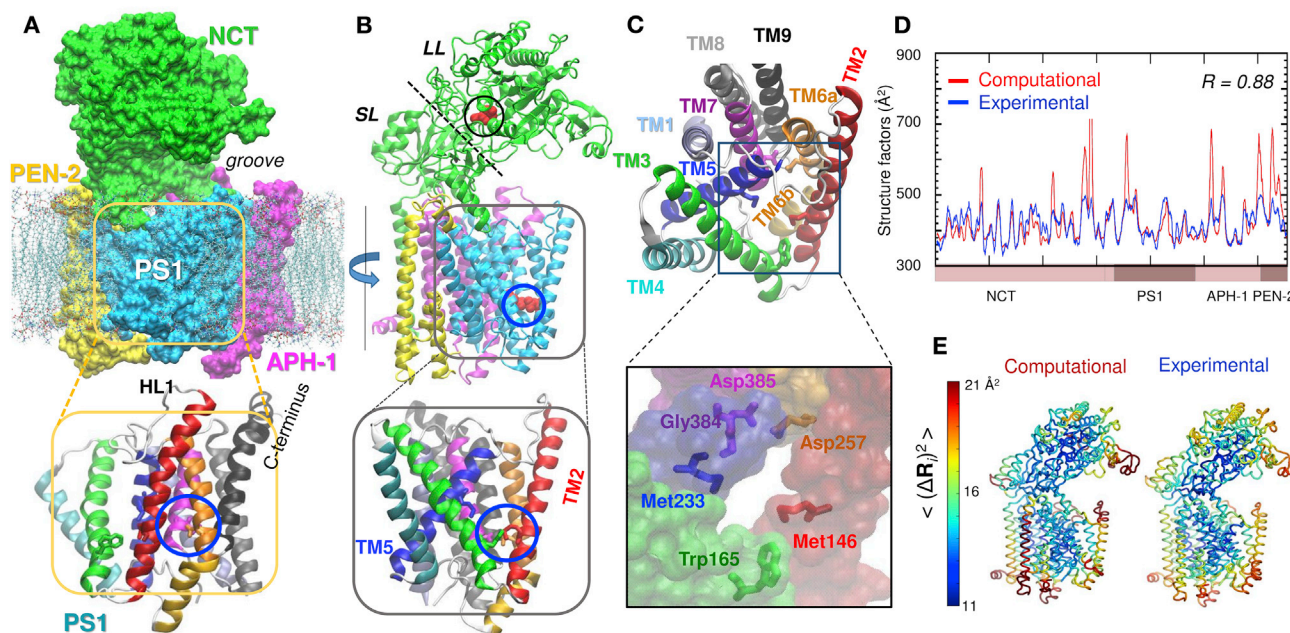 A
NCT
groove
PEN-2
PS1
APH-1
HL1
C-terminus
PS1
B
LL
SL
TM2
TM5
C
TM9
TM8
TM2
TM7
TM6a
TM1
TM3
TM5
TM6b
TM4
Asp385
Gly384
Asp257
Met233
Met146
Trp165
D
900
Computational
R = 0.88
Experimental
700
500
300
Structure factors (Å²)
NCT
PS1
APH-1
PEN-2
E
Computational
Experimental
21 Å²
16
11
< (ΔRᵢ)² >